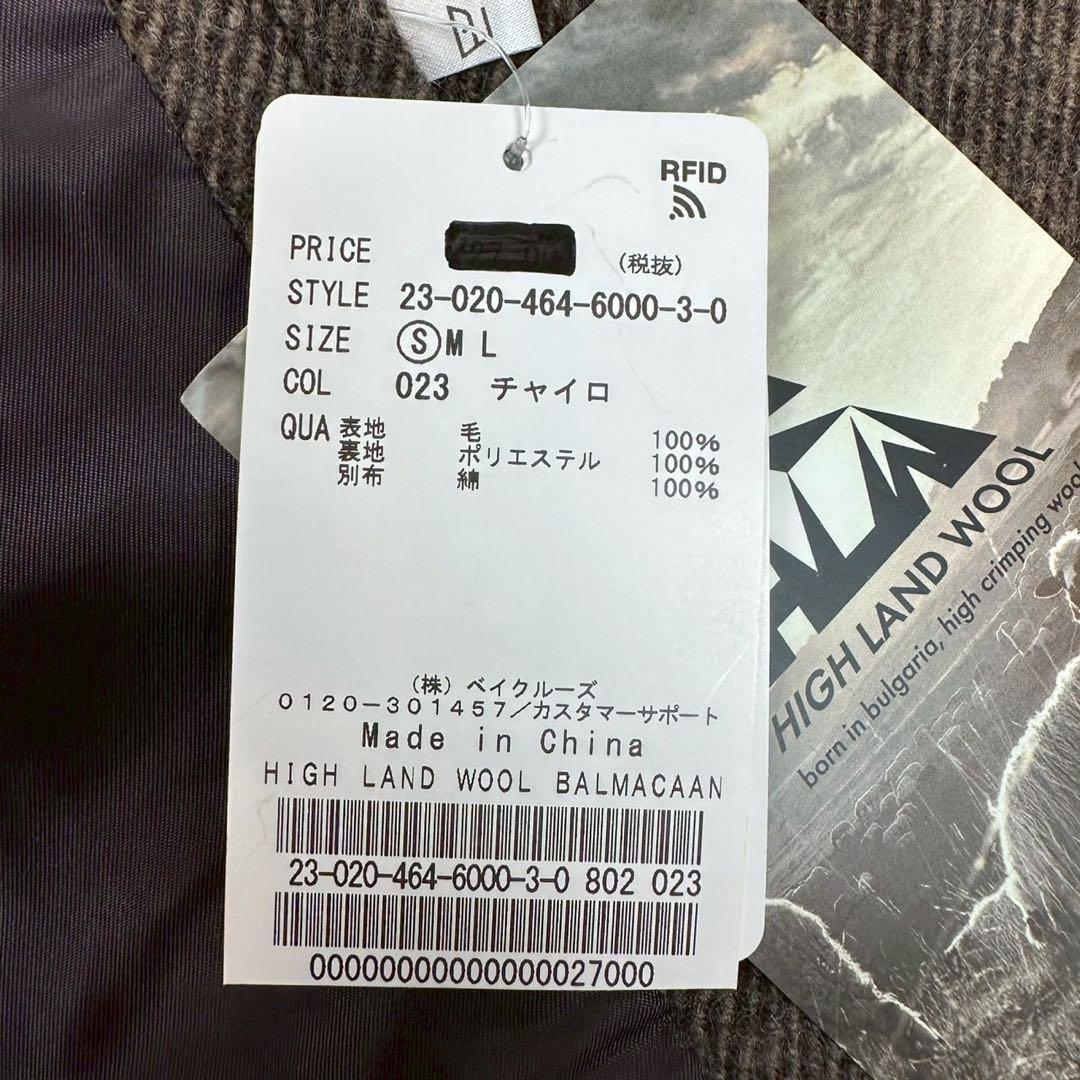 RFID
PRICE (税抜)
STYLE 23-020-464-6000-3-0
SIZE Ⓢ M L
COL 023 チャイロ
QUA 表地 毛 100%
裏地 ポリエステル 100%
別布 綿 100%
(株) ベイクルーズ
0120-301457/カスタマーサポート
Made in China
HIGH LAND WOOL BALMACAAN
23-020-464-6000-3-0 802 023
00000000000000027000
HIGH LAND WOOL
born in bulgaria, high crimping wool